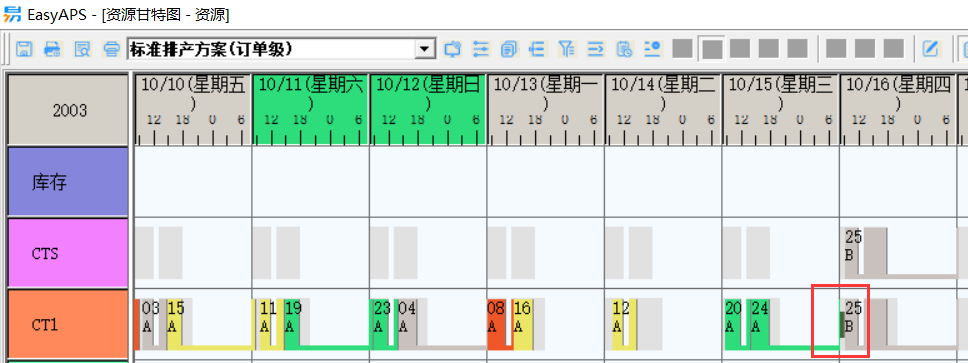 EasyAPS - [资源甘特图 - 资源]
标准排产方案(订单级)
2003
10/10(星期五)
10/11(星期六)
10/12(星期日)
10/13(星期一)
10/14(星期二)
10/15(星期三)
10/16(星期四
12 18 0 6 12 18 0 6 12 18 0 6 12 18 0 6 12 18 0 6 12 18 0 6 12 18 0 6
库存
CTS
25
B
CT1
03 15 11 19 23 04 08 16 12 20 24 25
A A A A A A A A A A A B